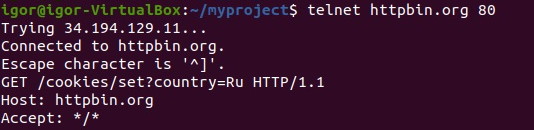 igor@igor-VirtualBox:~/myproject$ telnet httpbin.org 80
Trying 34.194.129.11...
Connected to httpbin.org.
Escape character is '^]'.
GET /cookies/set?country=Ru HTTP/1.1
Host: httpbin.org
Accept: */*